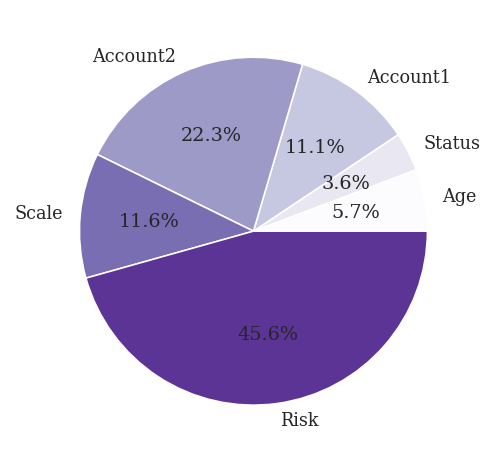 Account2
Account1
22.3%
11.1%
Status
3.6%
Age
5.7%
Scale
11.6%
45.6%
Risk